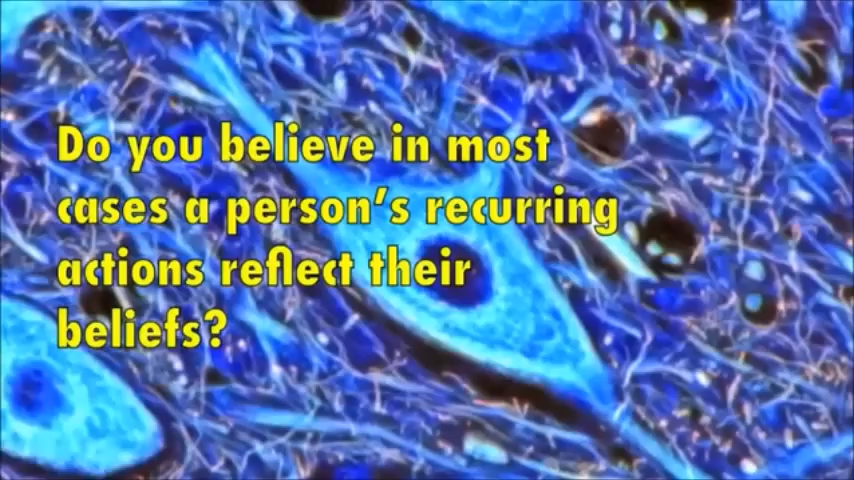 Do you believe in most
cases a person’s recurring
actions reflect their
beliefs?